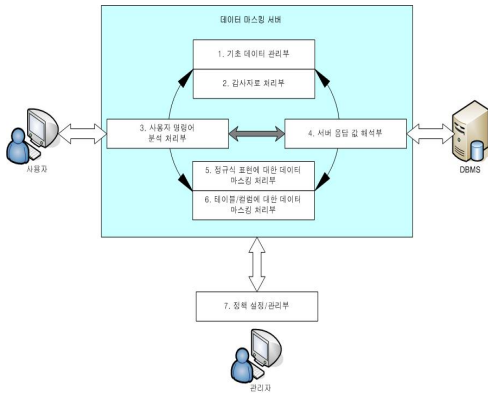 데이터 마스킹 서버
1. 기초 데이터 관리부
2. 감사자료 처리부
3. 사용자 명령어
분석 처리부
4. 서버 응답 값 해석부
사용자
DBMS
5. 정규식 표현에 대한 데이터
마스킹 처리부
6. 테이블/컬럼에 대한 데이터
마스킹 처리부
7. 정책 설정/관리부
관리자